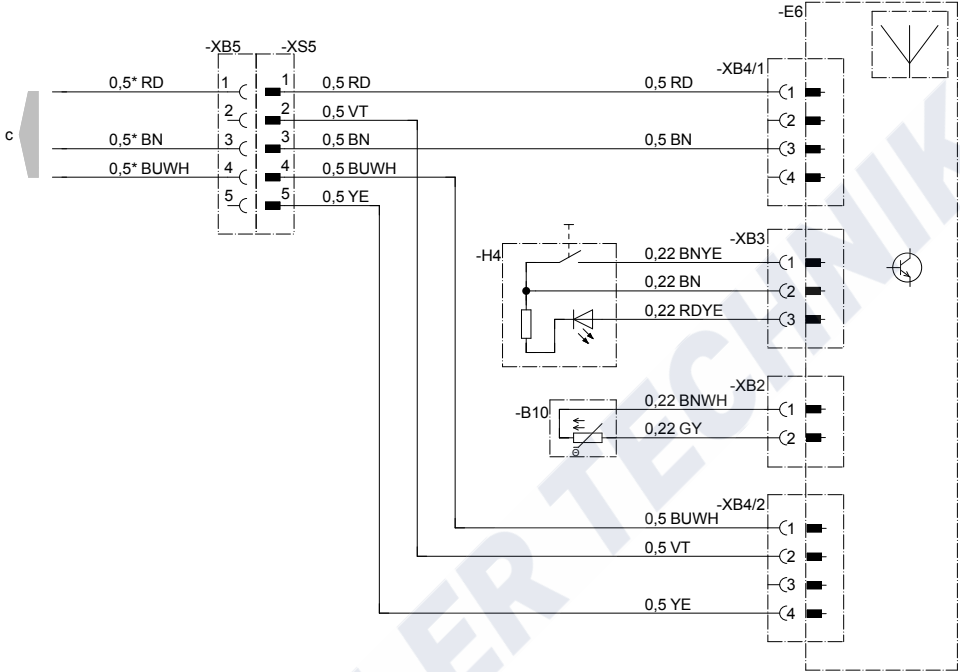 -E6
-XB5 -XS5
-XB4/1
0,5* RD 1 1 0,5 RD 0,5 RD 1
2 2 0,5 VT 2
c
0,5* BN 3 3 0,5 BN 0,5 BN 3
0,5* BUWH 4 4 0,5 BUWH 4
5 5 0,5 YE
-XB3
-H4
0,22 BNYE 1
0,22 BN 2
0,22 RDYE 3
-XB2
-B10
0,22 BNWH 1
0,22 GY 2
-XB4/2
0,5 BUWH 1
0,5 VT 2
3
0,5 YE 4
ER TECHNIK